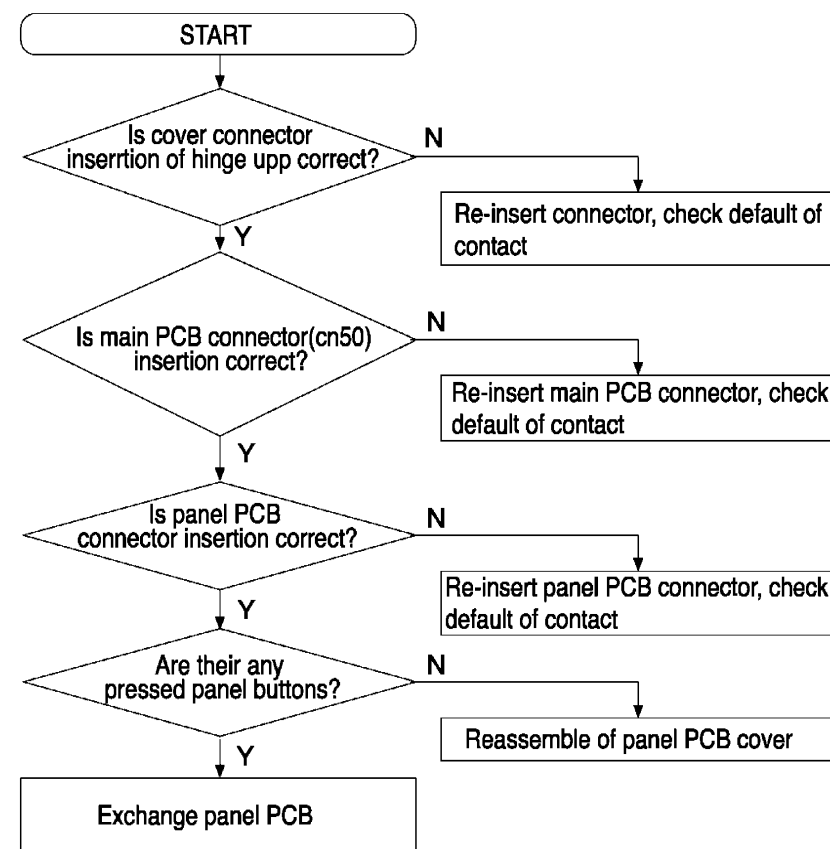 START
Is cover connector
inserrtion of hinge upp correct?
N
Re-insert connector, check default of
contact
Y
Is main PCB connector(cn50)
insertion correct?
N
Re-insert main PCB connector, check
default of contact
Y
Is panel PCB
connector insertion correct?
N
Re-insert panel PCB connector, check
default of contact
Y
Are their any
pressed panel buttons?
N
Reassemble of panel PCB cover
Y
Exchange panel PCB